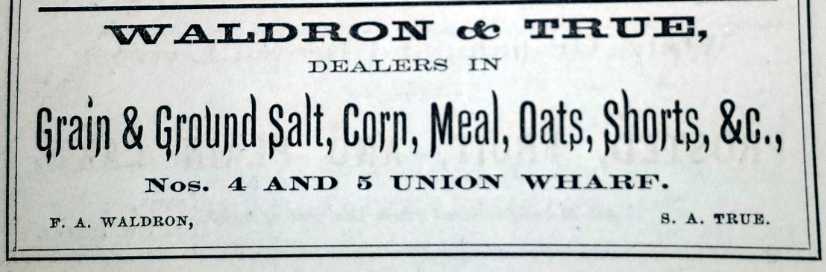 WALDRON & TRUE,
DEALERS IN
Grain & Ground Salt, Corn, Meal, Oats, Shorts, &c.,
Nos. 4 AND 5 UNION WHARF.
F. A. WALDRON, S. A. TRUE.